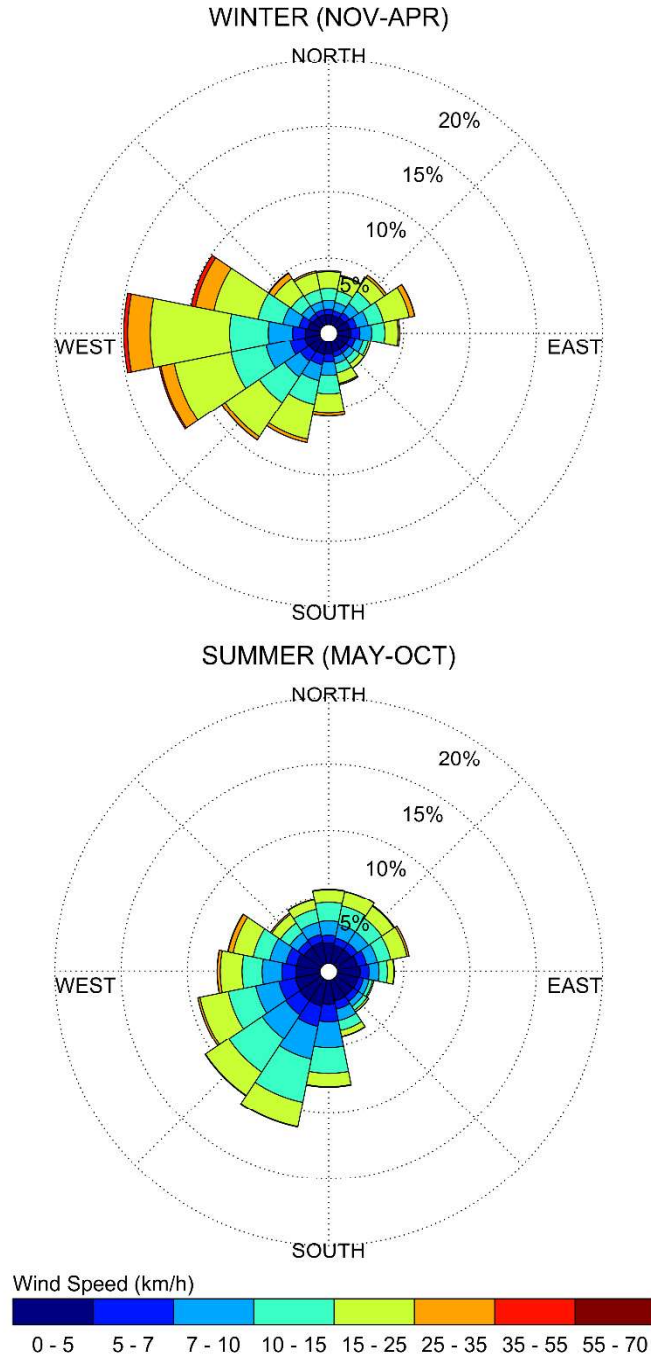 WINTER (NOV-APR)
NORTH
20%
15%
10%
5%
WEST
EAST
SOUTH
SUMMER (MAY-OCT)
NORTH
20%
15%
10%
5%
WEST
EAST
SOUTH
Wind Speed (km/h)
0 - 5 5 - 7 7 - 10 10 - 15 15 - 25 25 - 35 35 - 55 55 - 70